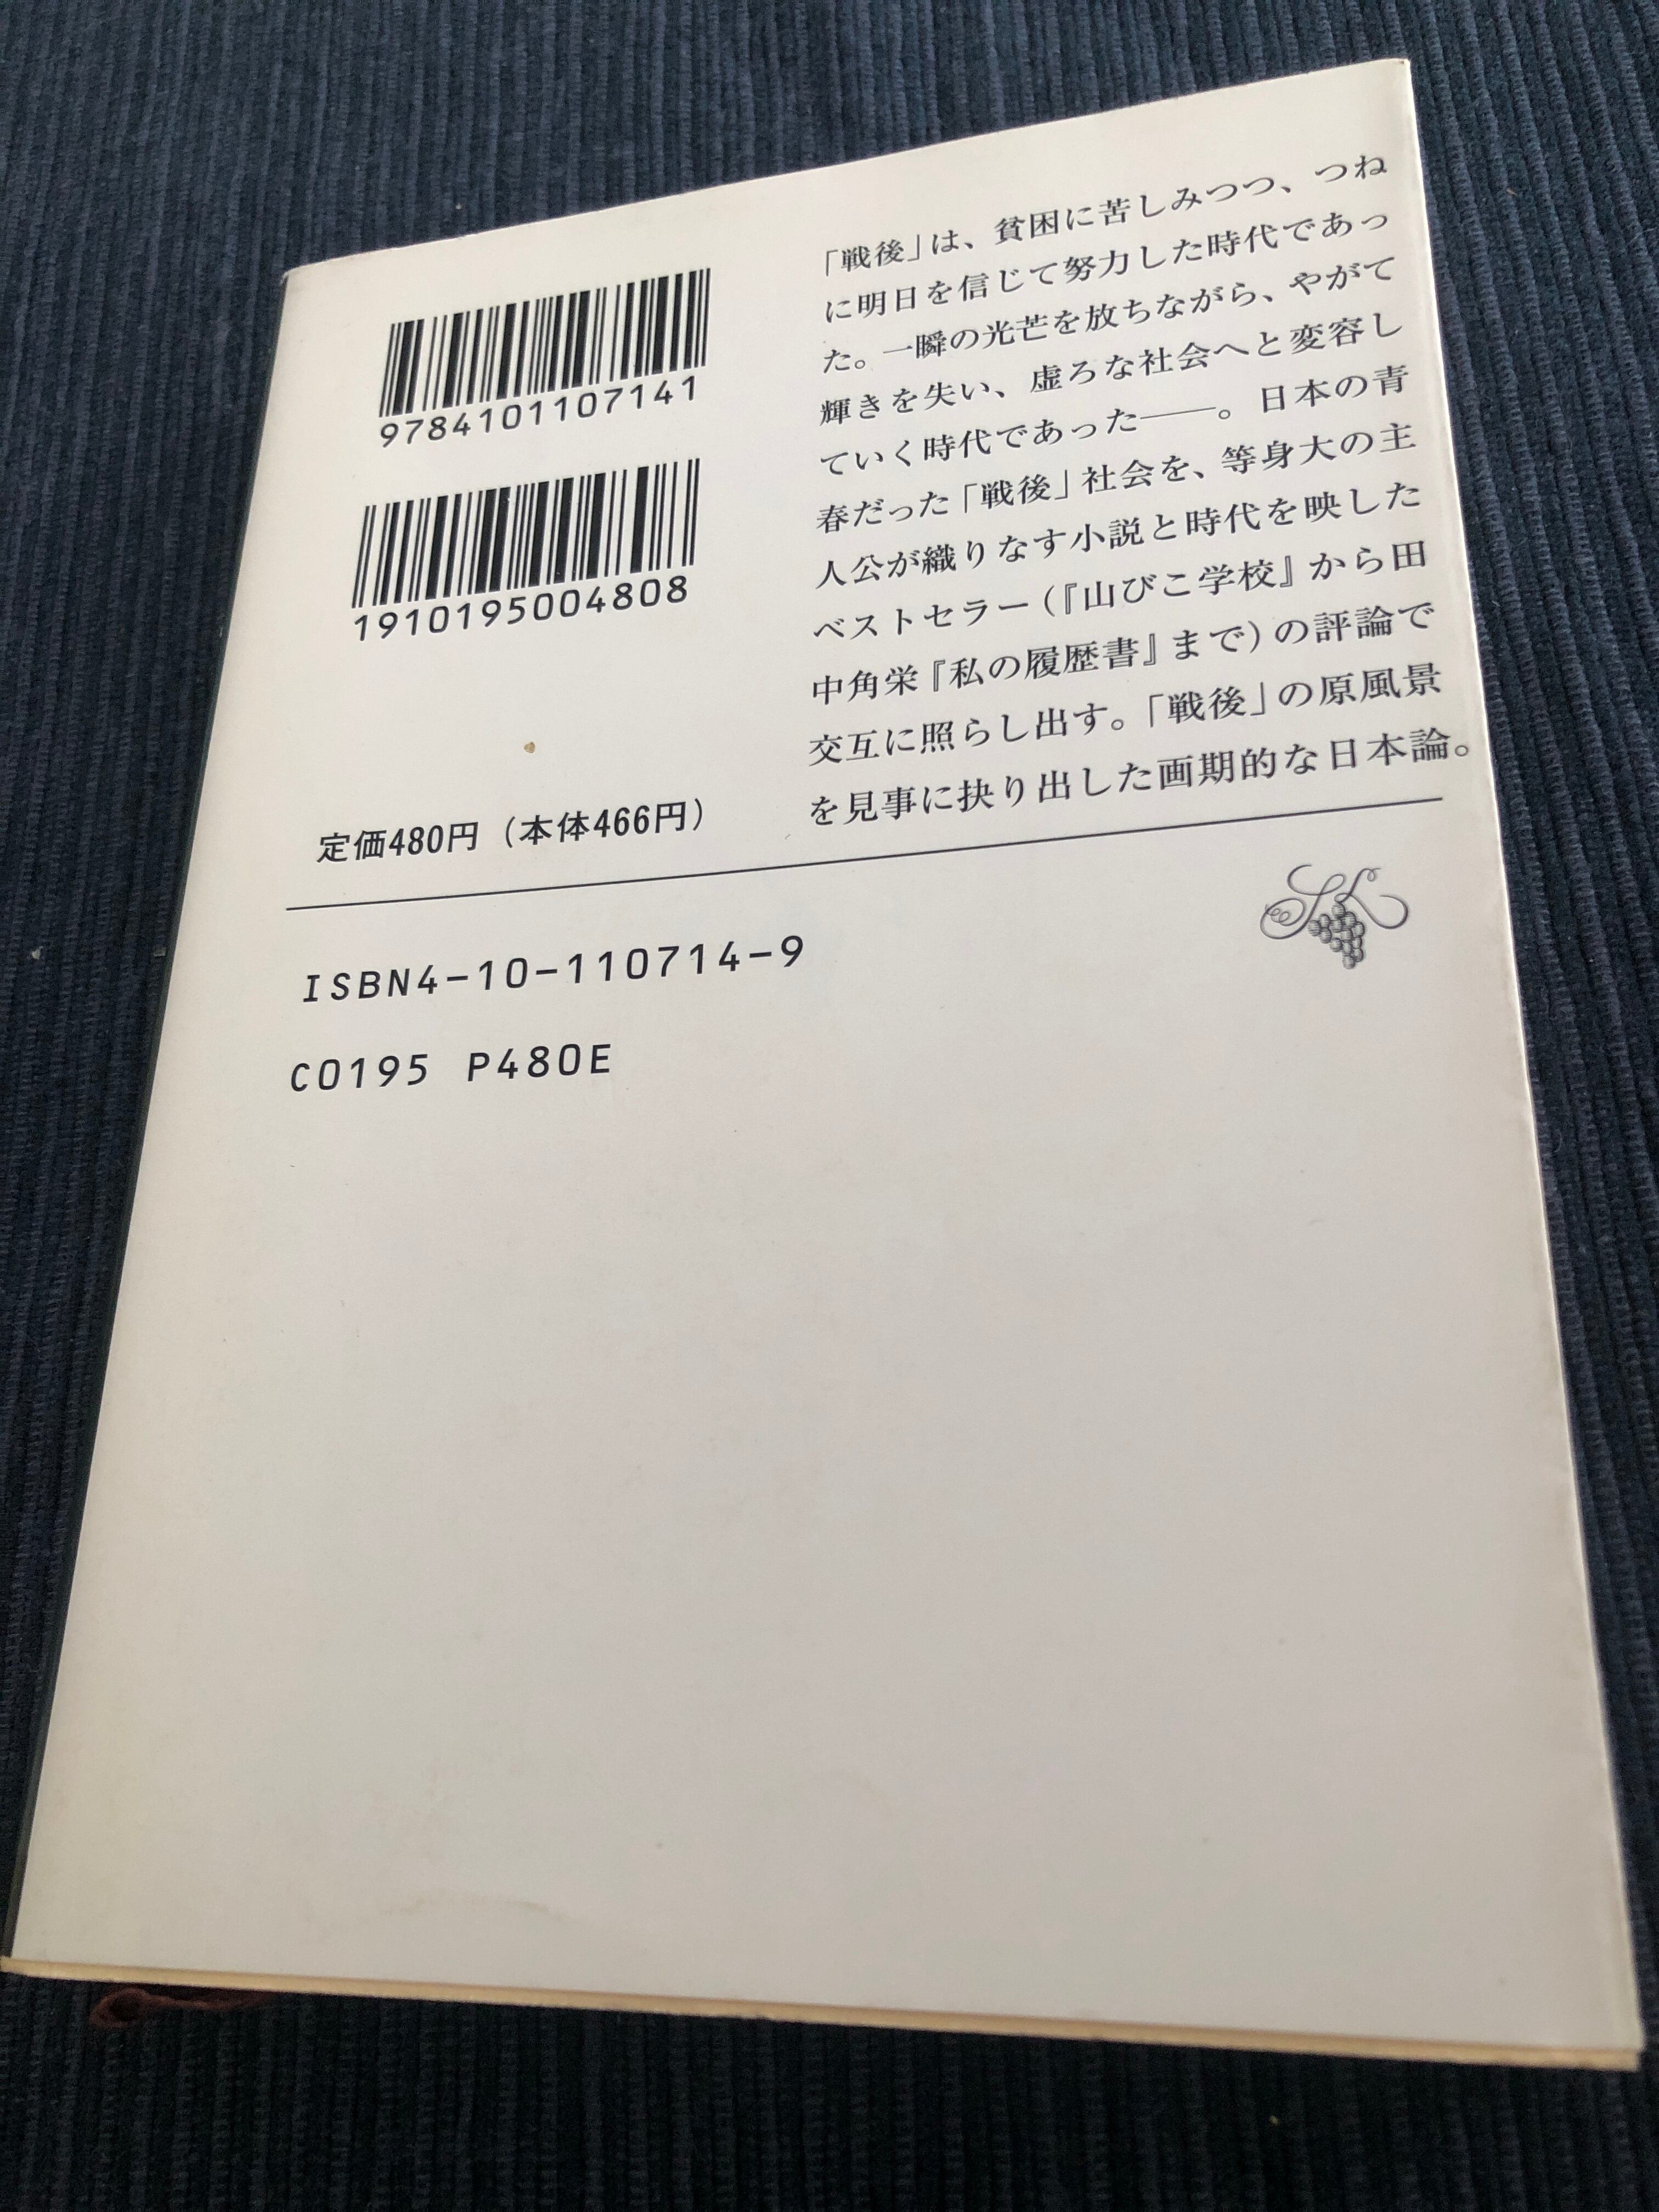 9784101107141
1910195004808
「戦後」は、貧困に苦しみつつ、つね
に明日を信じて努力した時代であっ
た。一瞬の光芒を放ちながら、やがて
輝きを失い、虚ろな社会へと変容し
ていく時代であった――。日本の青
春だった「戦後」社会を、等身大の主
人公が織りなす小説と時代を映した
ベストセラー（『山びこ学校』から田
中角栄『私の履歴書』まで）の評論で
交互に照らし出す。「戦後」の原風景
を見事に抉り出した画期的な日本論。
定価480円（本体466円）
ISBN4-10-110714-9
C0195 P480E